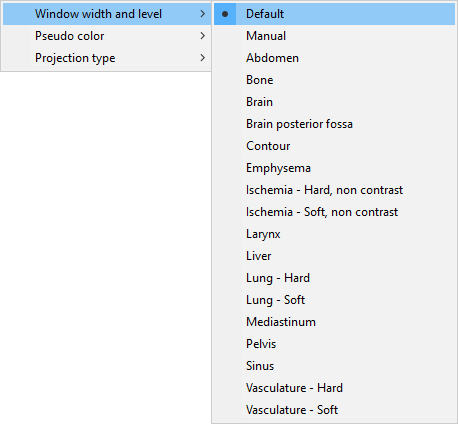 Window width and level
Pseudo color
Projection type
Default
Manual
Abdomen
Bone
Brain
Brain posterior fossa
Contour
Emphysema
Ischemia - Hard, non contrast
Ischemia - Soft, non contrast
Larynx
Liver
Lung - Hard
Lung - Soft
Mediastinum
Pelvis
Sinus
Vasculature - Hard
Vasculature - Soft